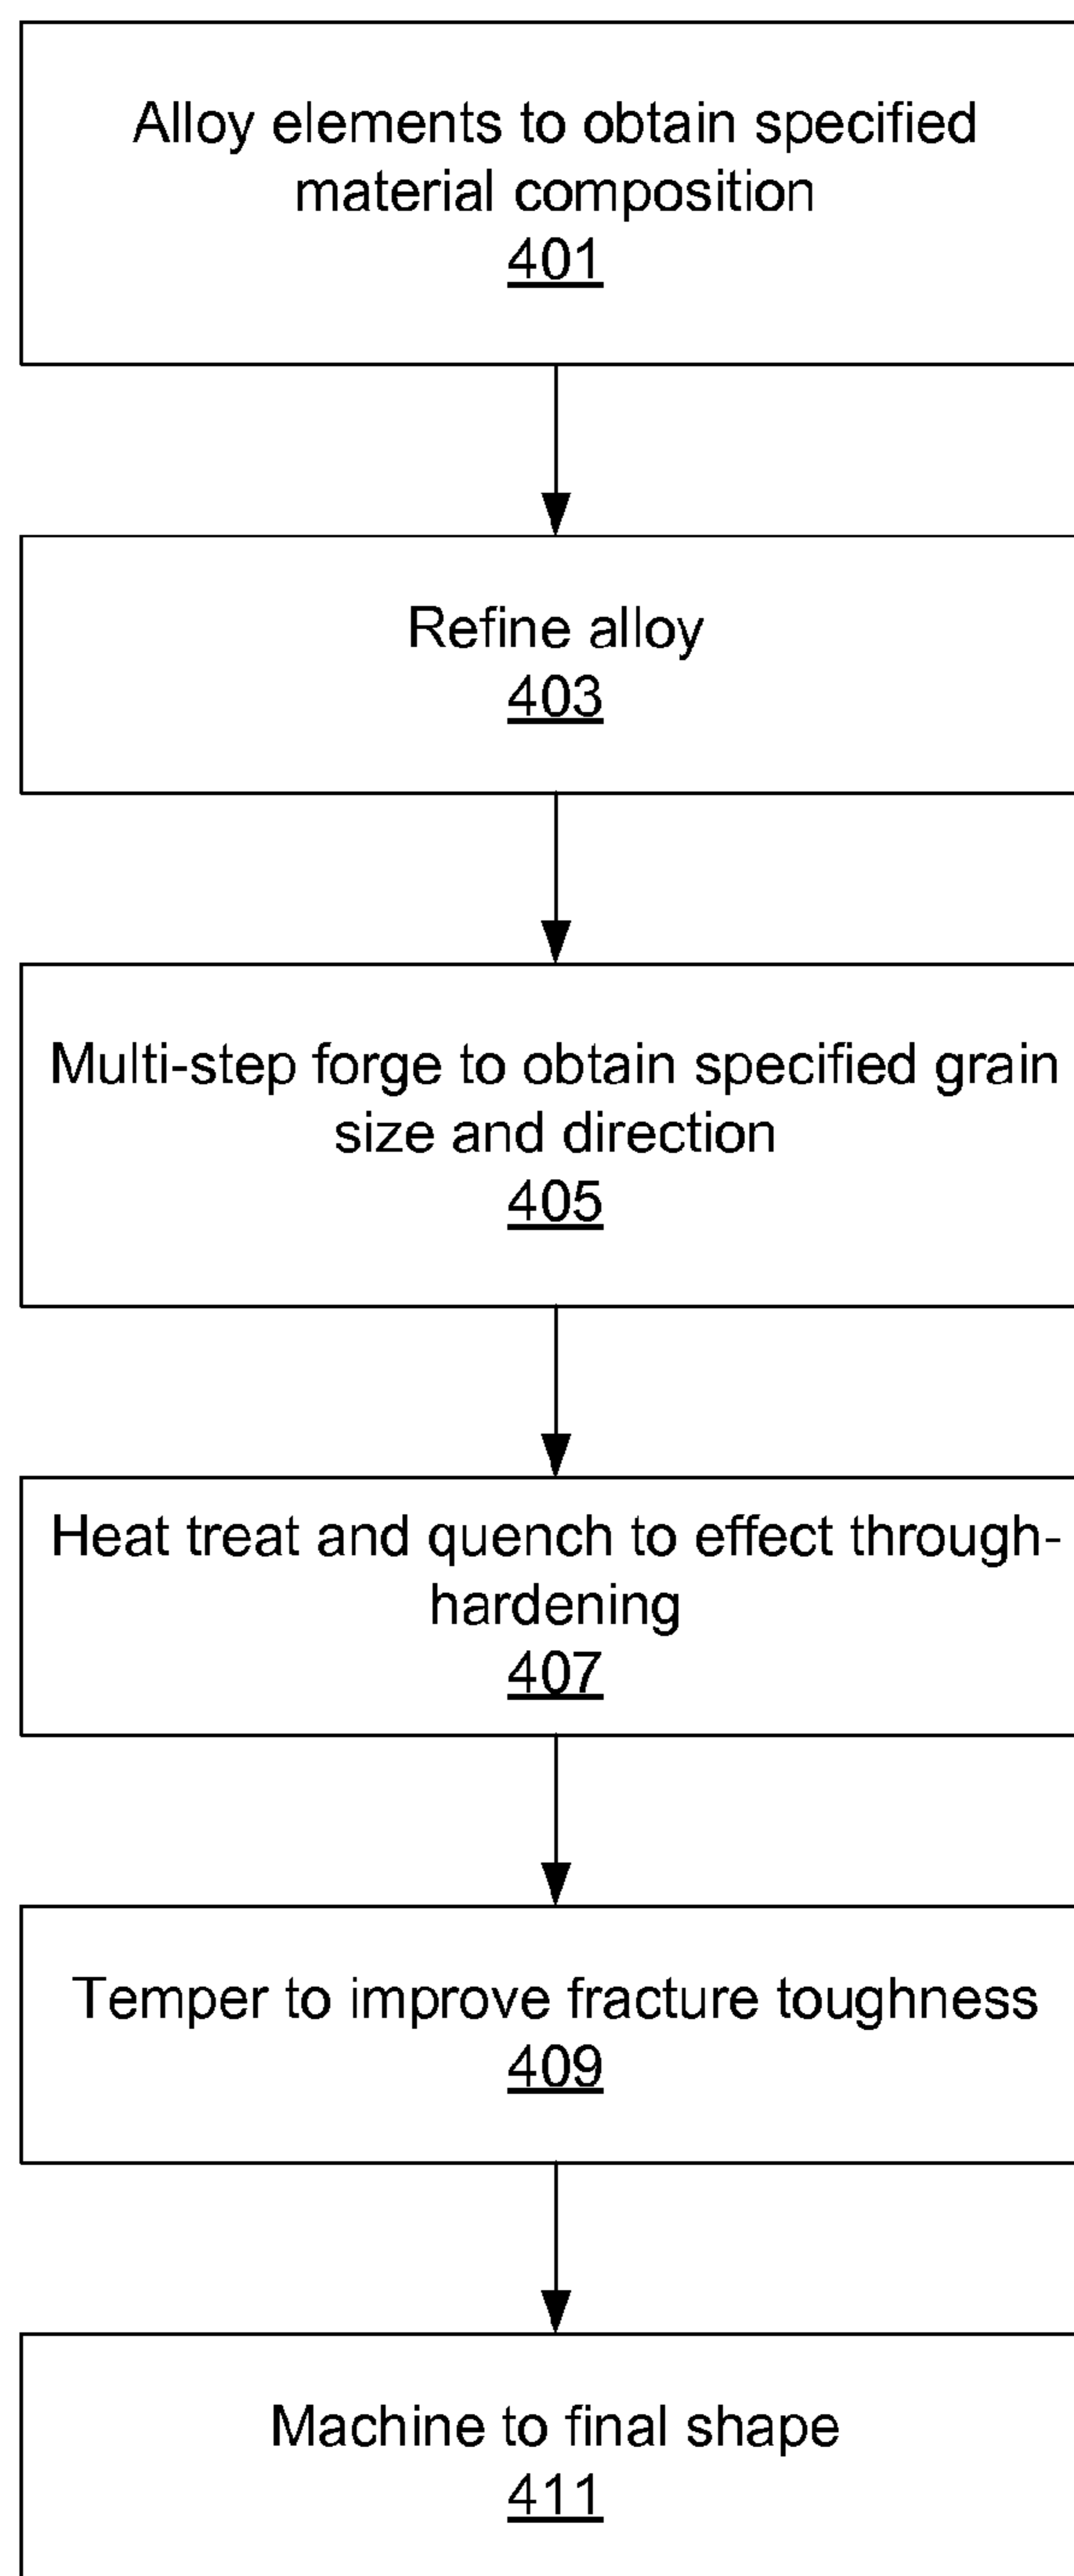 Alloy elements to obtain specified
material composition
401
Refine alloy
403
Multi-step forge to obtain specified grain
size and direction
405
Heat treat and quench to effect through-
hardening
407
Temper to improve fracture toughness
409
Machine to final shape
411